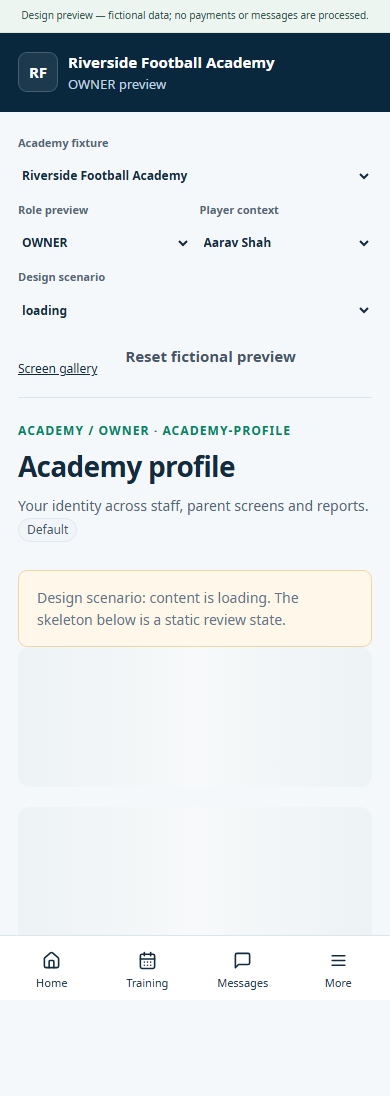 Design preview — fictional data; no payments or messages are processed.
RF
Riverside Football Academy
OWNER preview
Academy fixture
Riverside Football Academy
Role preview
Player context
OWNER
Aarav Shah
Design scenario
loading
Screen gallery
Reset fictional preview
ACADEMY / OWNER · ACADEMY-PROFILE
Academy profile
Your identity across staff, parent screens and reports.
Default
Design scenario: content is loading. The
skeleton below is a static review state.
Home
Training
Messages
More